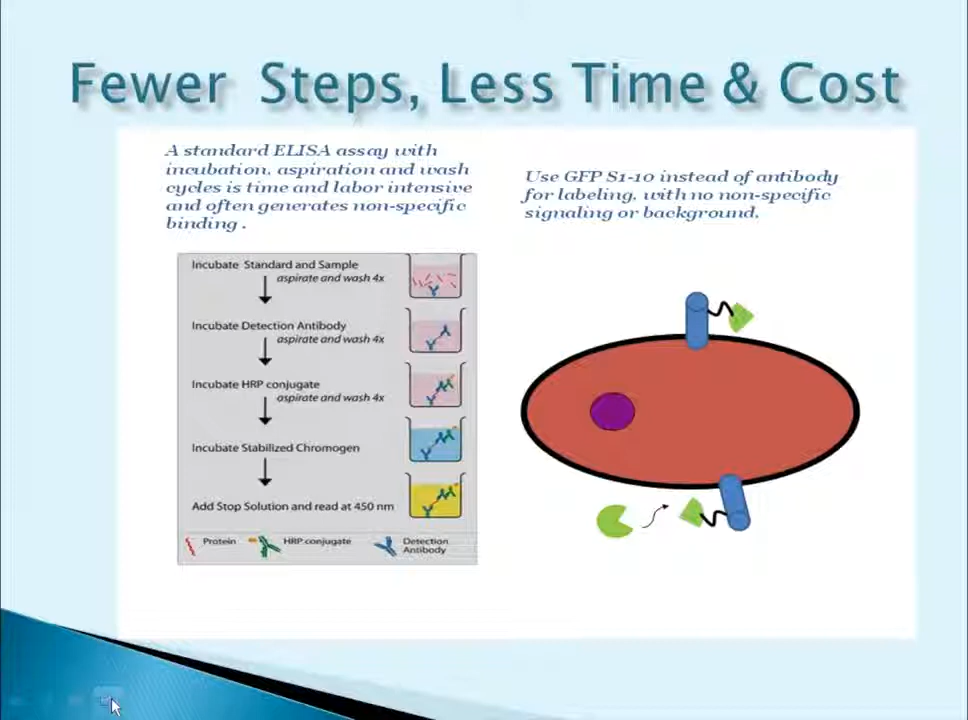 Fewer Steps, Less Time & Cost
A standard ELISA assay with
incubation, aspiration and wash
cycles is time and labor intensive
and often generates non-specific
binding .
Use GFP S1-10 instead of antibody
for labeling, with no non-specific
signaling or background.
Incubate Standard and Sample
aspirate and wash 4x
Incubate Detection Antibody
aspirate and wash 4x
Incubate HRP conjugate
aspirate and wash 4x
Incubate Stabilized Chromogen
Add Stop Solution and read at 450 nm
Protein
HRP conjugate
Detection
Antibody